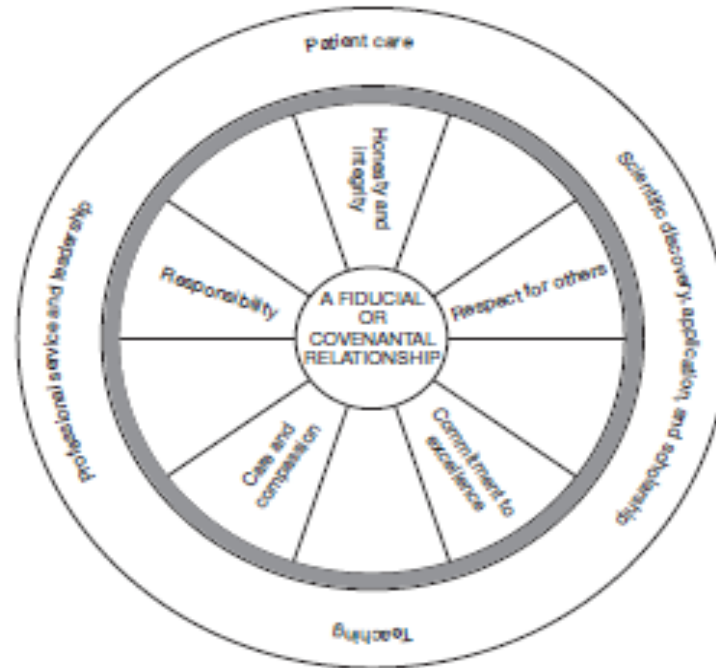 Patient care
Scientific discovery, application, and scholarship
Teaching
Professional service and leadership
Honesty and
integrity
Respect for others
Commitment to
excellence
Care and
compassion
Responsibility
A FIDUCIAL
OR
COVENANTAL
RELATIONSHIP